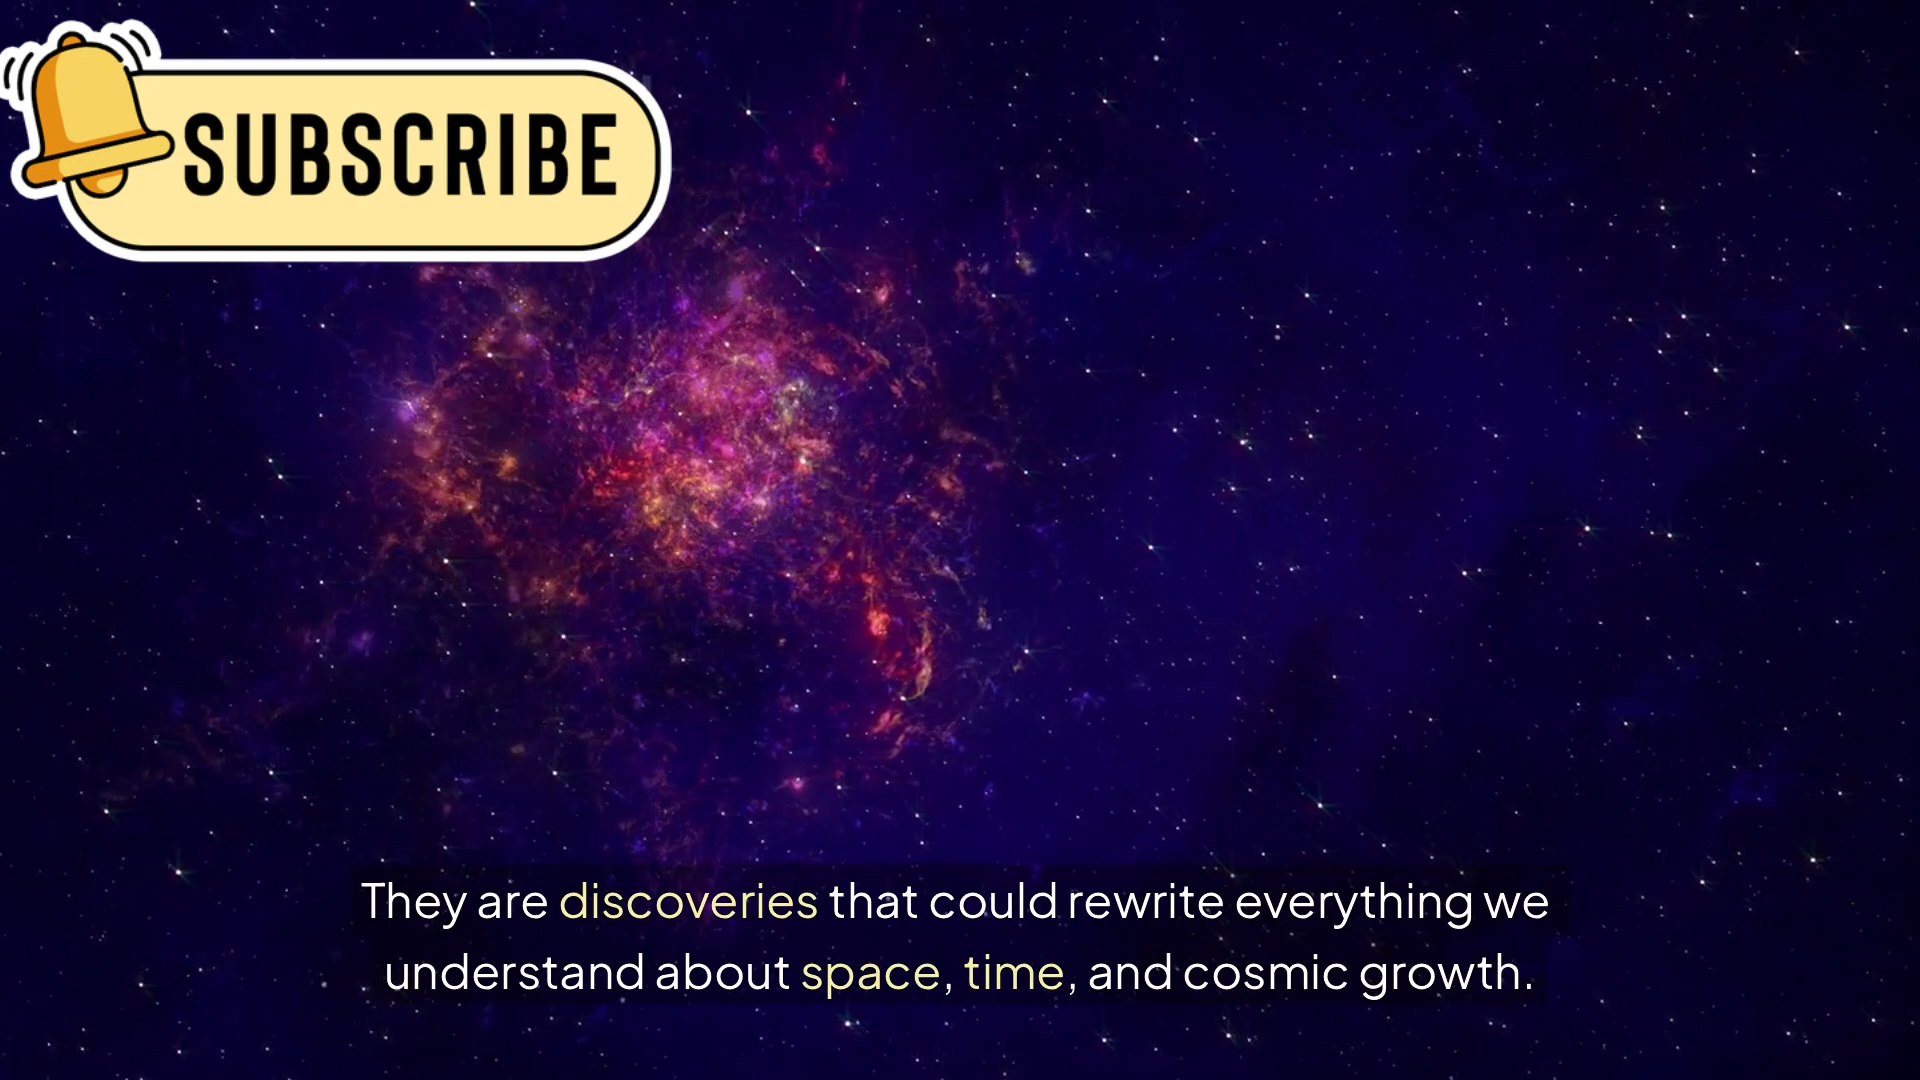 SUBSCRIBE
They are discoveries that could rewrite everything we
understand about space, time, and cosmic growth.